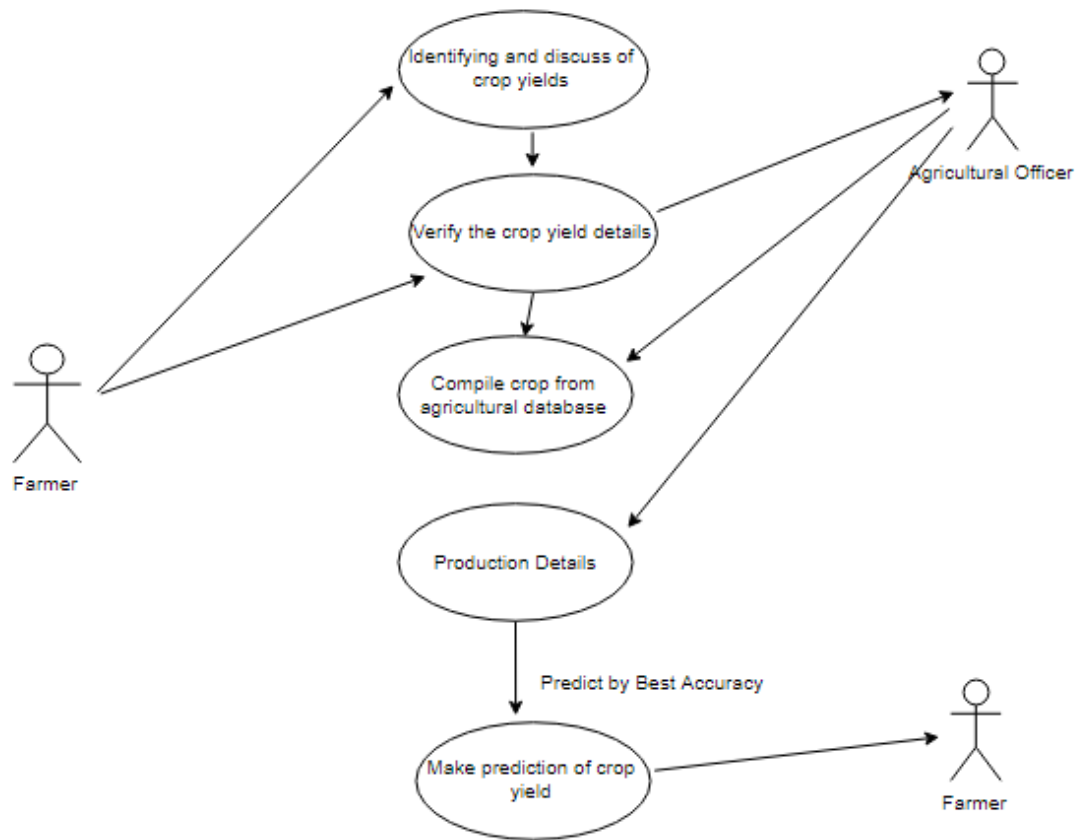 Identifying and discuss of
crop yields
Agricultural Officer
Verify the crop yield details
Compile crop from
agricultural database
Farmer
Production Details
Predict by Best Accuracy
Make prediction of crop
yield
Farmer